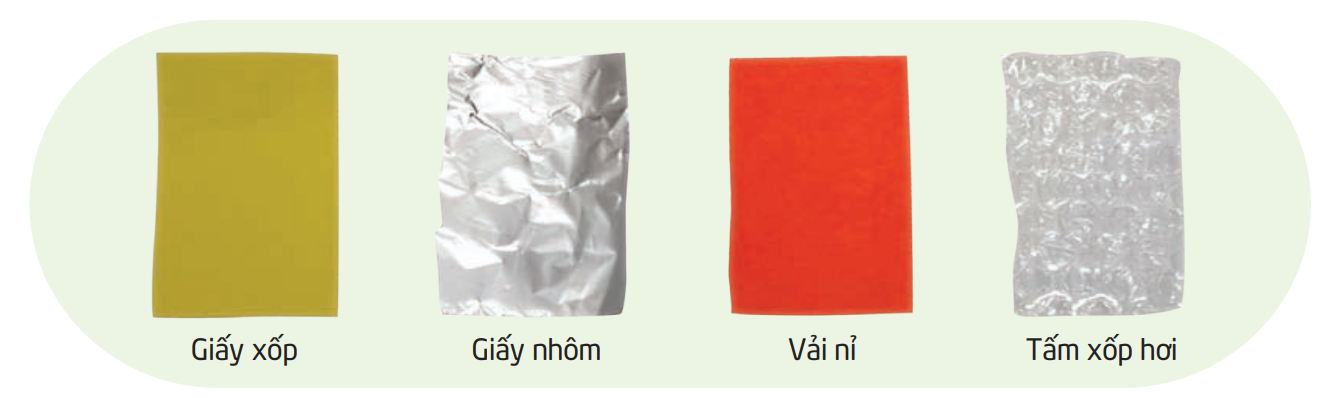 Giấy xốp
Giấy nhôm
Vải nỉ
Tấm xốp hơi